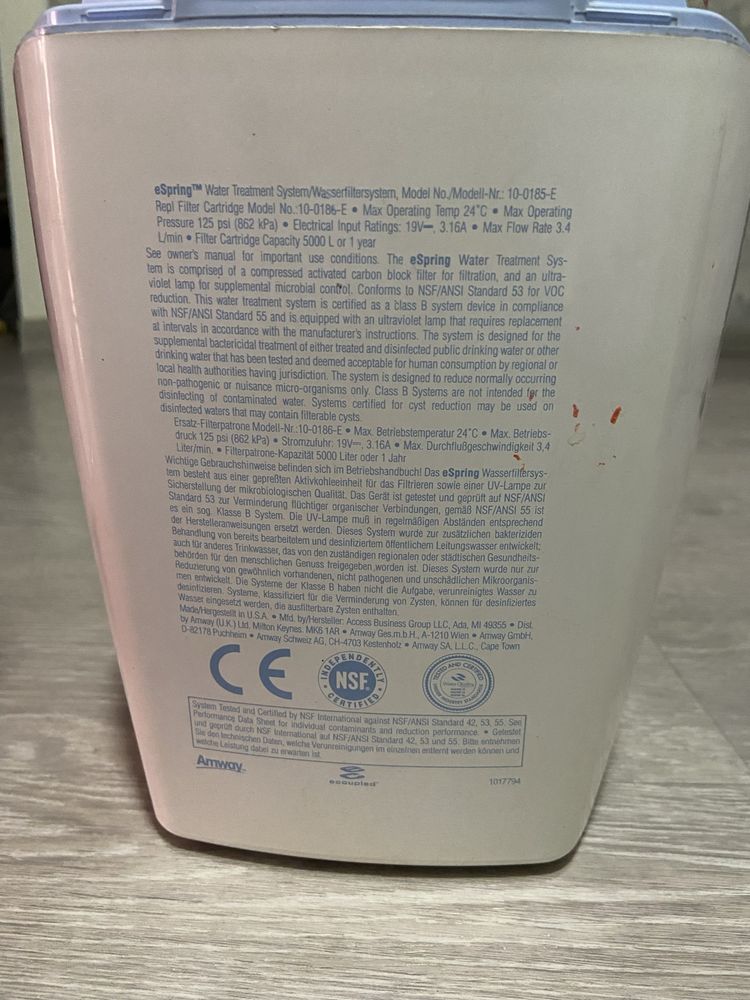 eSpring™ Water Treatment System/Wasserfiltersystem, Model No./Modell-Nr.: 10-0185-E
Repl Filter Cartridge Model No.:10-0186-E • Max Operating Temp 24˚C • Max Operating
Pressure 125 psi (862 kPa) • Electrical Input Ratings: 19V⎓, 3.16A • Max Flow Rate 3.4
L/min • Filter Cartridge Capacity 5000 L or 1 year
See owner's manual for important use conditions. The eSpring Water Treatment Sys-
tem is comprised of a compressed activated carbon block filter for filtration, and an ultra-
violet lamp for supplemental microbial control. Conforms to NSF/ANSI Standard 53 for VOC
reduction. This water treatment system is certified as a class B system device in compliance
with NSF/ANSI Standard 55 and is equipped with an ultraviolet lamp that requires replacement
at intervals in accordance with the manufacturer's instructions. The system is designed for the
supplemental bactericidal treatment of either treated and disinfected public drinking water or other
drinking water that has been tested and deemed acceptable for human consumption by regional or
local health authorities having jurisdiction. The system is designed to reduce normally occurring
non-pathogenic or nuisance micro-organisms only. Class B Systems are not intended for the
disinfecting of contaminated water. Systems certified for cyst reduction may be used on
disinfected waters that may contain filterable cysts.
Ersatz-Filterpatrone Modell-Nr.:10-0186-E • Max. Betriebstemperatur 24˚C • Max. Betriebs-
druck 125 psi (862 kPa) • Stromzufuhr: 19V⎓, 3.16A • Max. Durchflußgeschwindigkeit 3,4
Liter/min. • Filterpatrone-Kapazität 5000 Liter oder 1 Jahr
Wichtige Gebrauchshinweise befinden sich im Betriebshandbuch! Das eSpring Wasserfiltersys-
tem besteht aus einer gepreßten Aktivkohleeinheit für das Filtrieren sowie einer UV-Lampe zur
Sicherstellung der mikrobiologischen Qualität. Das Gerät ist getestet und geprüft auf NSF/ANSI
Standard 53 zur Verminderung flüchtiger organischer Verbindungen, gemäß NSF/ANSI 55 ist
es ein sog. Klasse B System. Die UV-Lampe muß in regelmäßigen Abständen entsprechend
der Herstelleranweisungen ersetzt werden. Dieses System wurde zur zusätzlichen bakteriziden
Behandlung von bereits bearbeitetem und desinfiziertem öffentlichen Leitungswasser entwickelt;
auch für anderes Trinkwasser, das von den zuständigen regionalen oder städtischen Gesundheits-
behörden für den menschlichen Genuss freigegeben worden ist. Dieses System wurde nur zur
Reduzierung von gewöhnlich vorhandenen, nicht pathogenen und unschädlichen Mikroorganis-
men entwickelt. Die Systeme der Klasse B haben nicht die Aufgabe, verunreinigtes Wasser zu
desinfizieren. Systeme, klassifiziert für die Verminderung von Zysten, können für desinfiziertes
Wasser eingesetzt werden, die ausfilterbare Zysten enthalten.
Made/Hergestellt in U.S.A. • Mfd. by/Hersteller: Access Business Group LLC, Ada, MI 49355 • Dist.
by Amway (U.K.) Ltd, Milton Keynes. MK6 1AR • Amway Ges.m.b.H., A-1210 Wien • Amway GmbH,
D-82178 Puchheim • Amway Schweiz AG, CH-4703 Kestenholz • Amway SA, L.L.C., Cape Town
CE
INDEPENDENTLY
NSF®
CERTIFIED
TESTED AND CERTIFIED
Water Quality
System Tested and Certified by NSF International against NSF/ANSI Standard 42, 53, 55. See
Performance Data Sheet for individual contaminants and reduction performance. • Getestet
und geprüft durch NSF International auf NSF/ANSI Standard 42, 53 und 55. Bitte entnehmen
Sie den technischen Daten, welche Verunreinigungen im einzelnen entfernt werden können und
welche Leistung dabei zu erwarten ist.
Amway
ecoupled™
1017794